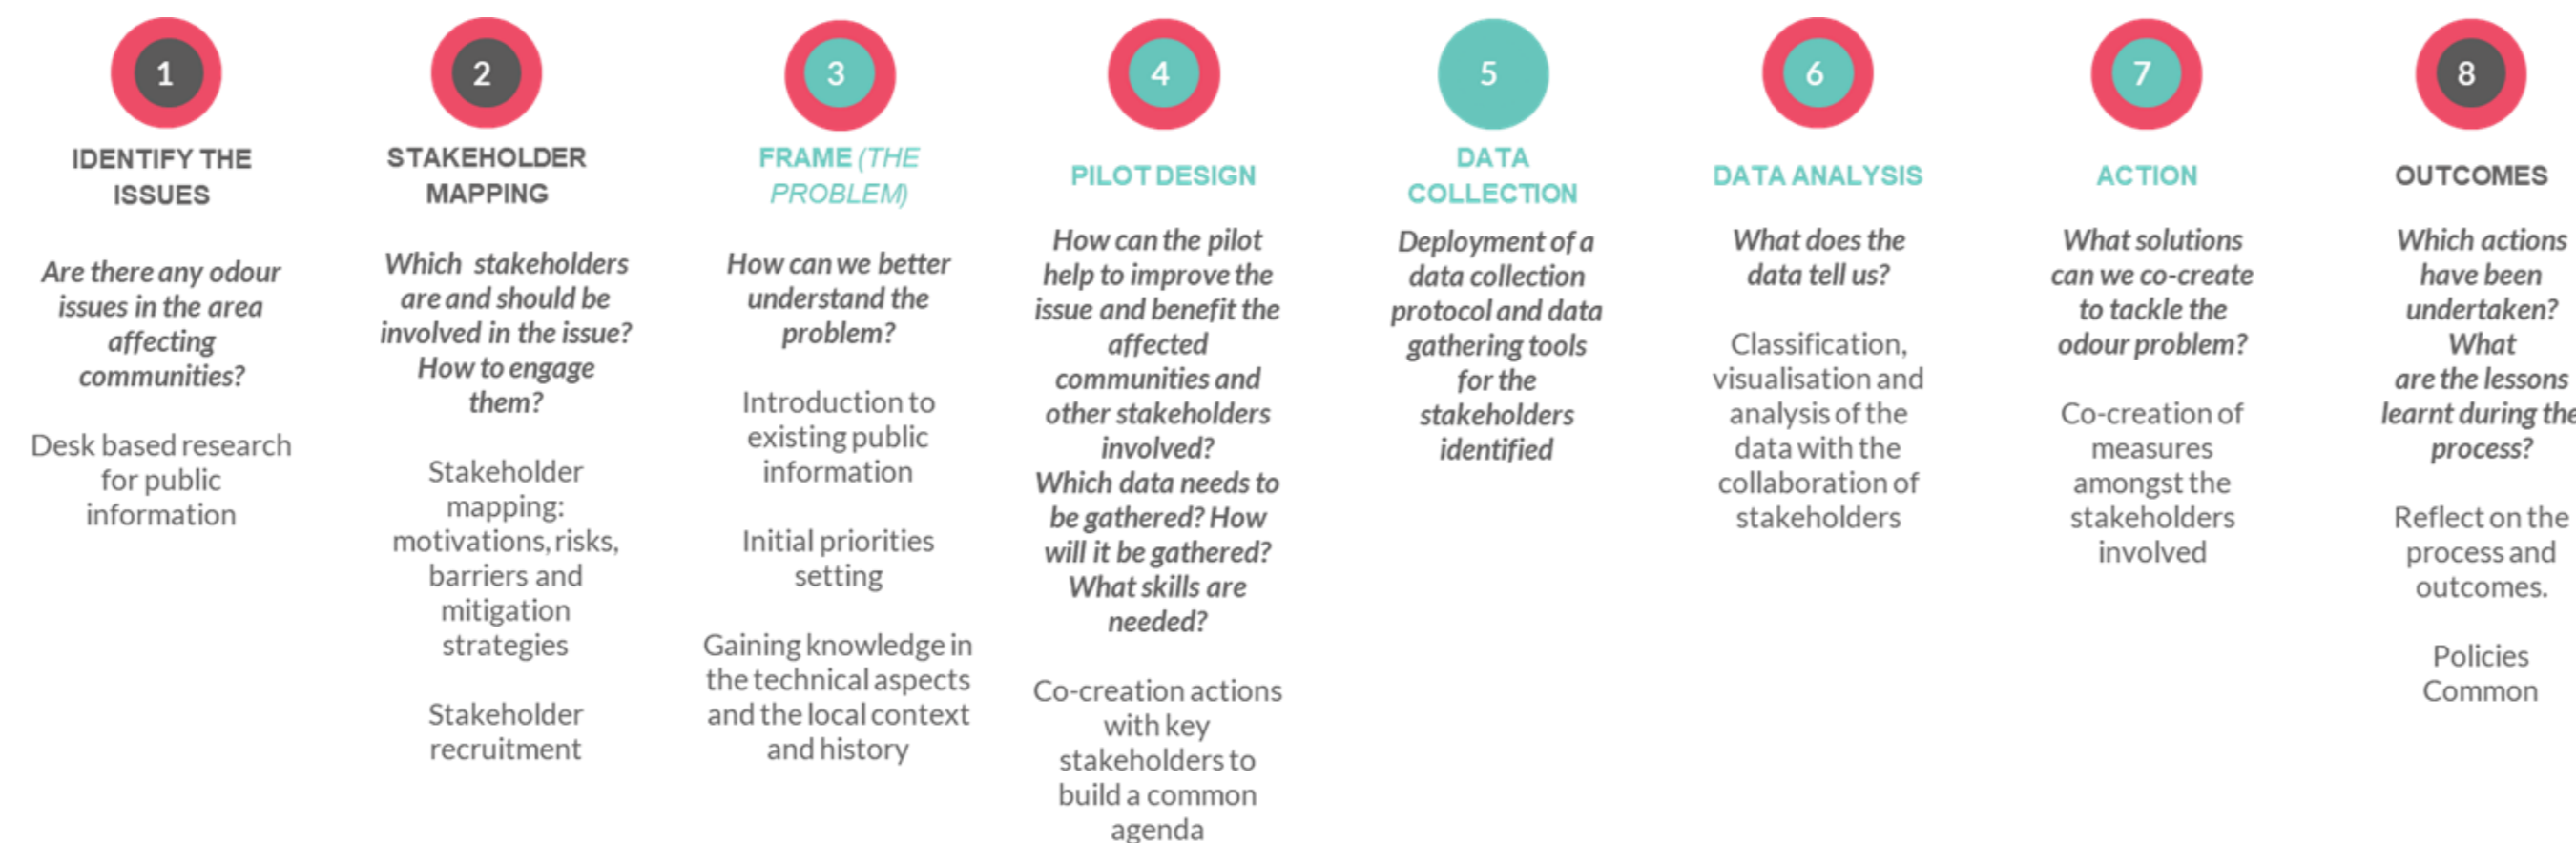 1
IDENTIFY THE
ISSUES
Are there any odour
issues in the area
affecting
communities?
Desk based research
for public
information
2
STAKEHOLDER
MAPPING
Which stakeholders
are and should be
involved in the issue?
How to engage
them?
Stakeholder
mapping:
motivations, risks,
barriers and
mitigation
strategies
Stakeholder
recruitment
3
FRAME (THE
PROBLEM)
How can we better
understand the
problem?
Introduction to
existing public
information
Initial priorities
setting
Gaining knowledge in
the technical aspects
and the local context
and history
4
PILOT DESIGN
How can the pilot
help to improve the
issue and benefit the
affected
communities and
other stakeholders
involved?
Which data needs to
be gathered? How
will it be gathered?
What skills are
needed?
Co-creation actions
with key
stakeholders to
build a common
agenda
5
DATA
COLLECTION
Deployment of a
data collection
protocol and data
gathering tools
for the
stakeholders
identified
6
DATA ANALYSIS
What does the
data tell us?
Classification,
visualisation and
analysis of the
data with the
collaboration of
stakeholders
7
ACTION
What solutions
can we co-create
to tackle the
odour problem?
Co-creation of
measures
amongst the
stakeholders
involved
8
OUTCOMES
Which actions
have been
undertaken?
What
are the lessons
learnt during the
process?
Reflect on the
process and
outcomes.
Policies
Common